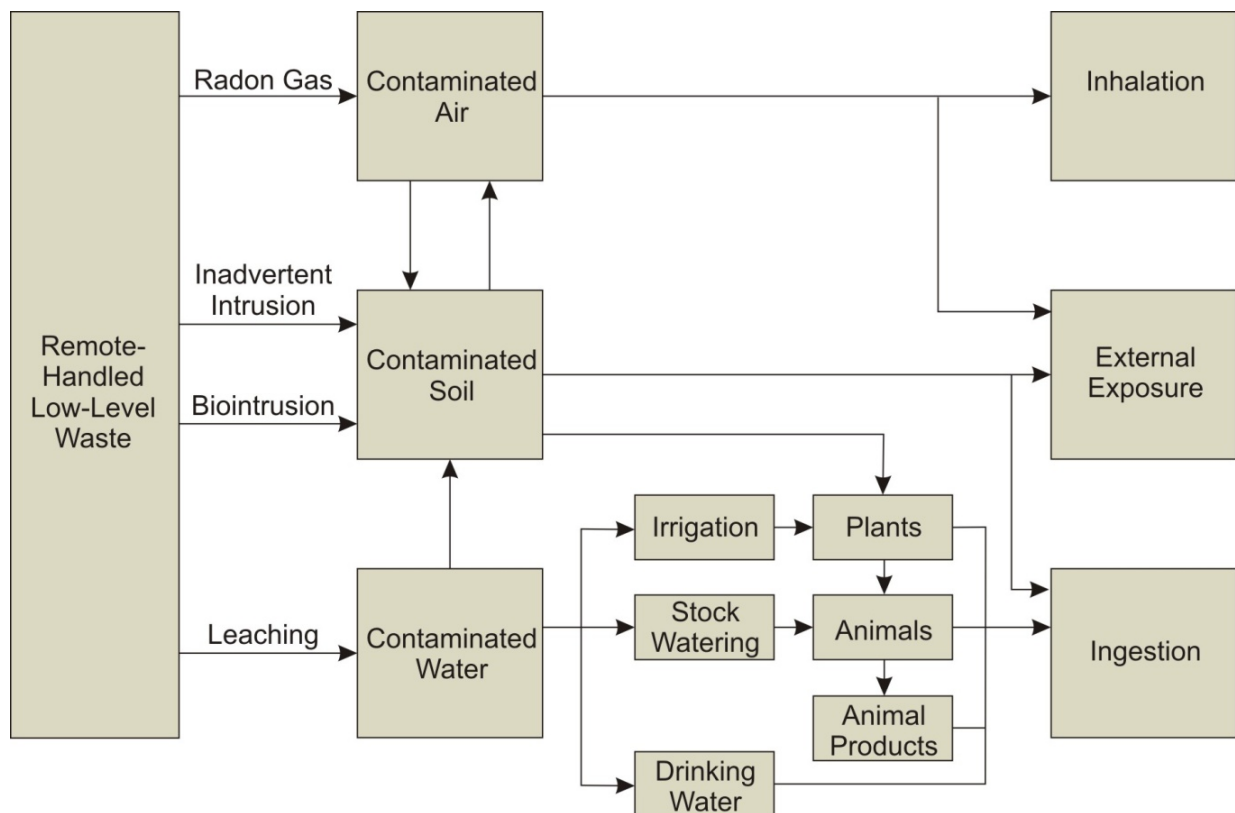 Remote-
Handled
Low-Level
Waste
Radon Gas
Inadvertent
Intrusion
Biointrusion
Leaching
Contaminated
Air
Contaminated
Soil
Contaminated
Water
Irrigation
Stock
Watering
Drinking
Water
Plants
Animals
Animal
Products
Inhalation
External
Exposure
Ingestion